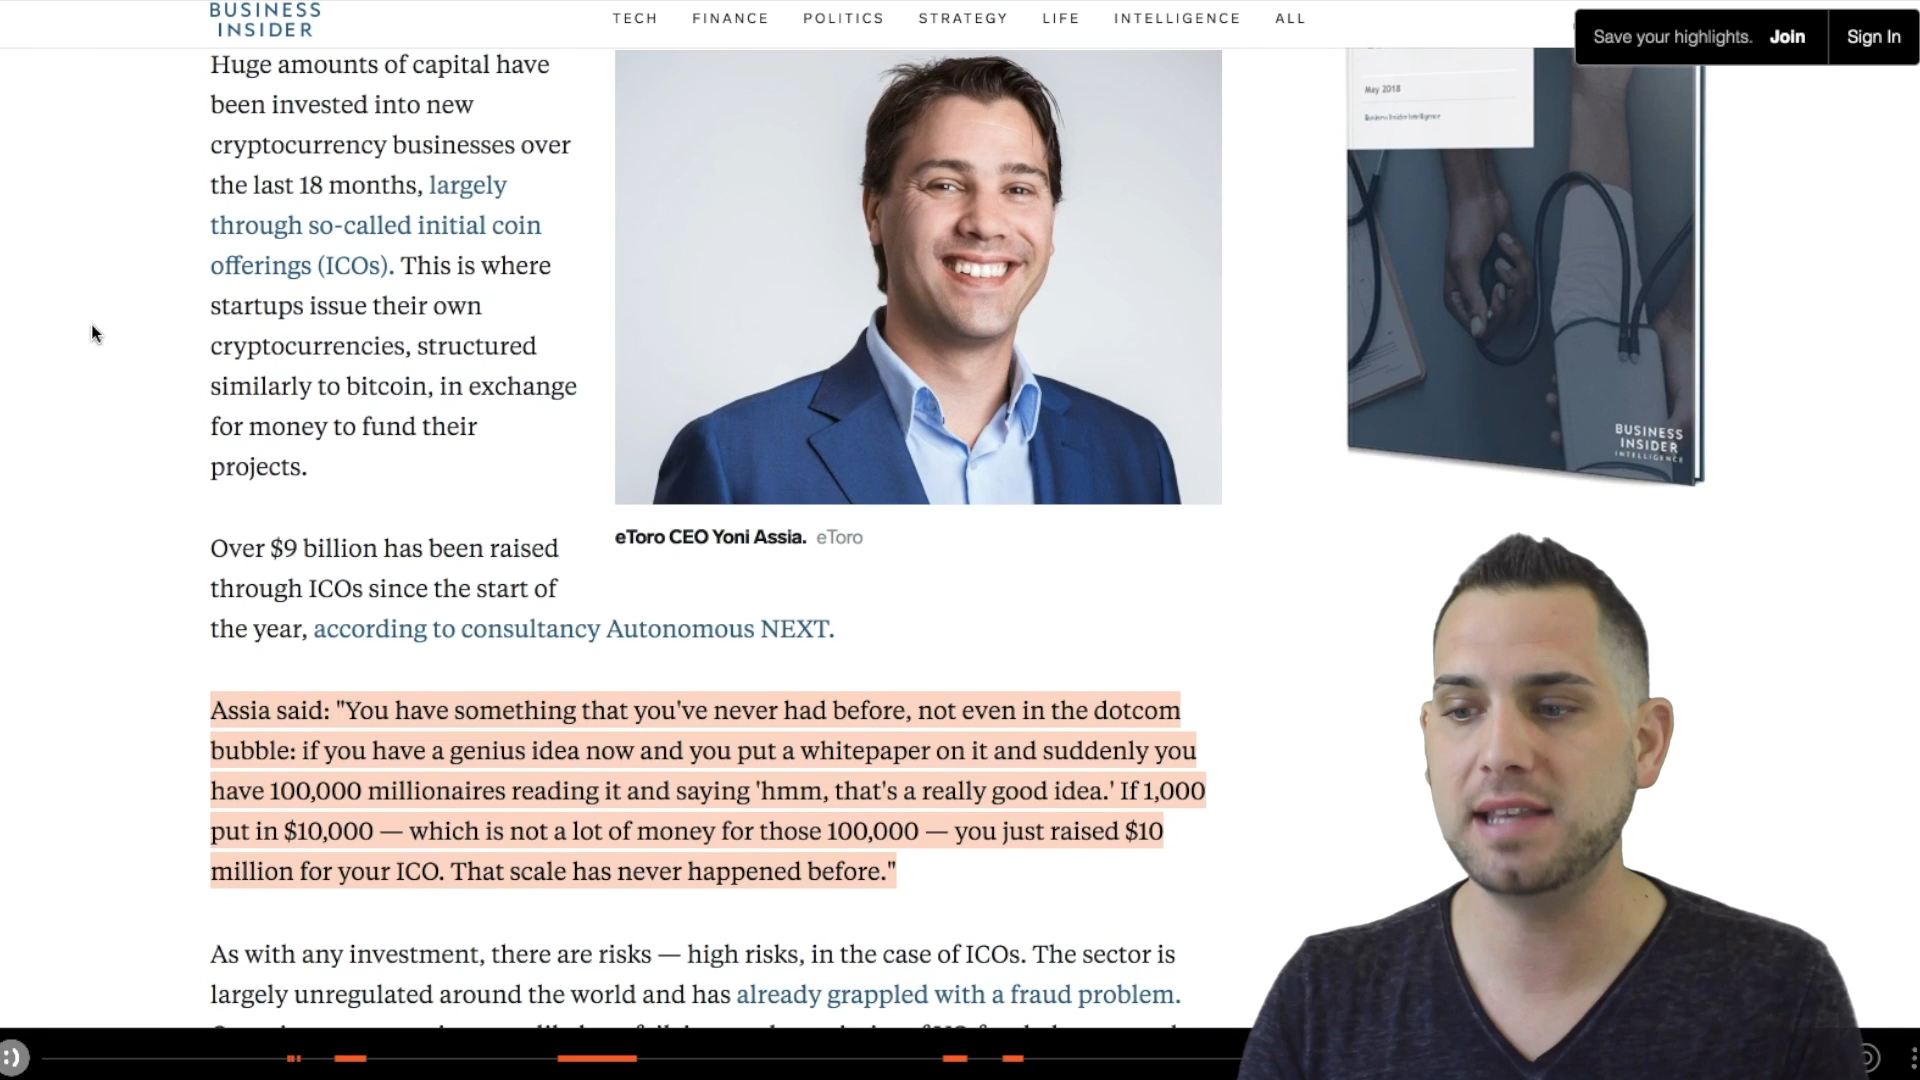 BUSINESS
INSIDER
TECH
FINANCE
POLITICS
STRATEGY
LIFE
INTELLIGENCE
ALL
Save your highlights. Join
Sign In
Huge amounts of capital have
been invested into new
cryptocurrency businesses over
the last 18 months, largely
through so-called initial coin
offerings (ICOs). This is where
startups issue their own
cryptocurrencies, structured
similarly to bitcoin, in exchange
for money to fund their
projects.
eToro CEO Yoni Assia. eToro
May 2018
Business Insider Intelligence
BUSINESS
INSIDER
INTELLIGENCE
Over $9 billion has been raised
through ICOs since the start of
the year, according to consultancy Autonomous NEXT.
Assia said: "You have something that you've never had before, not even in the dotcom
bubble: if you have a genius idea now and you put a whitepaper on it and suddenly you
have 100,000 millionaires reading it and saying 'hmm, that's a really good idea.' If 1,000
put in $10,000 — which is not a lot of money for those 100,000 — you just raised $10
million for your ICO. That scale has never happened before."
As with any investment, there are risks — high risks, in the case of ICOs. The sector is
largely unregulated around the world and has already grappled with a fraud problem.